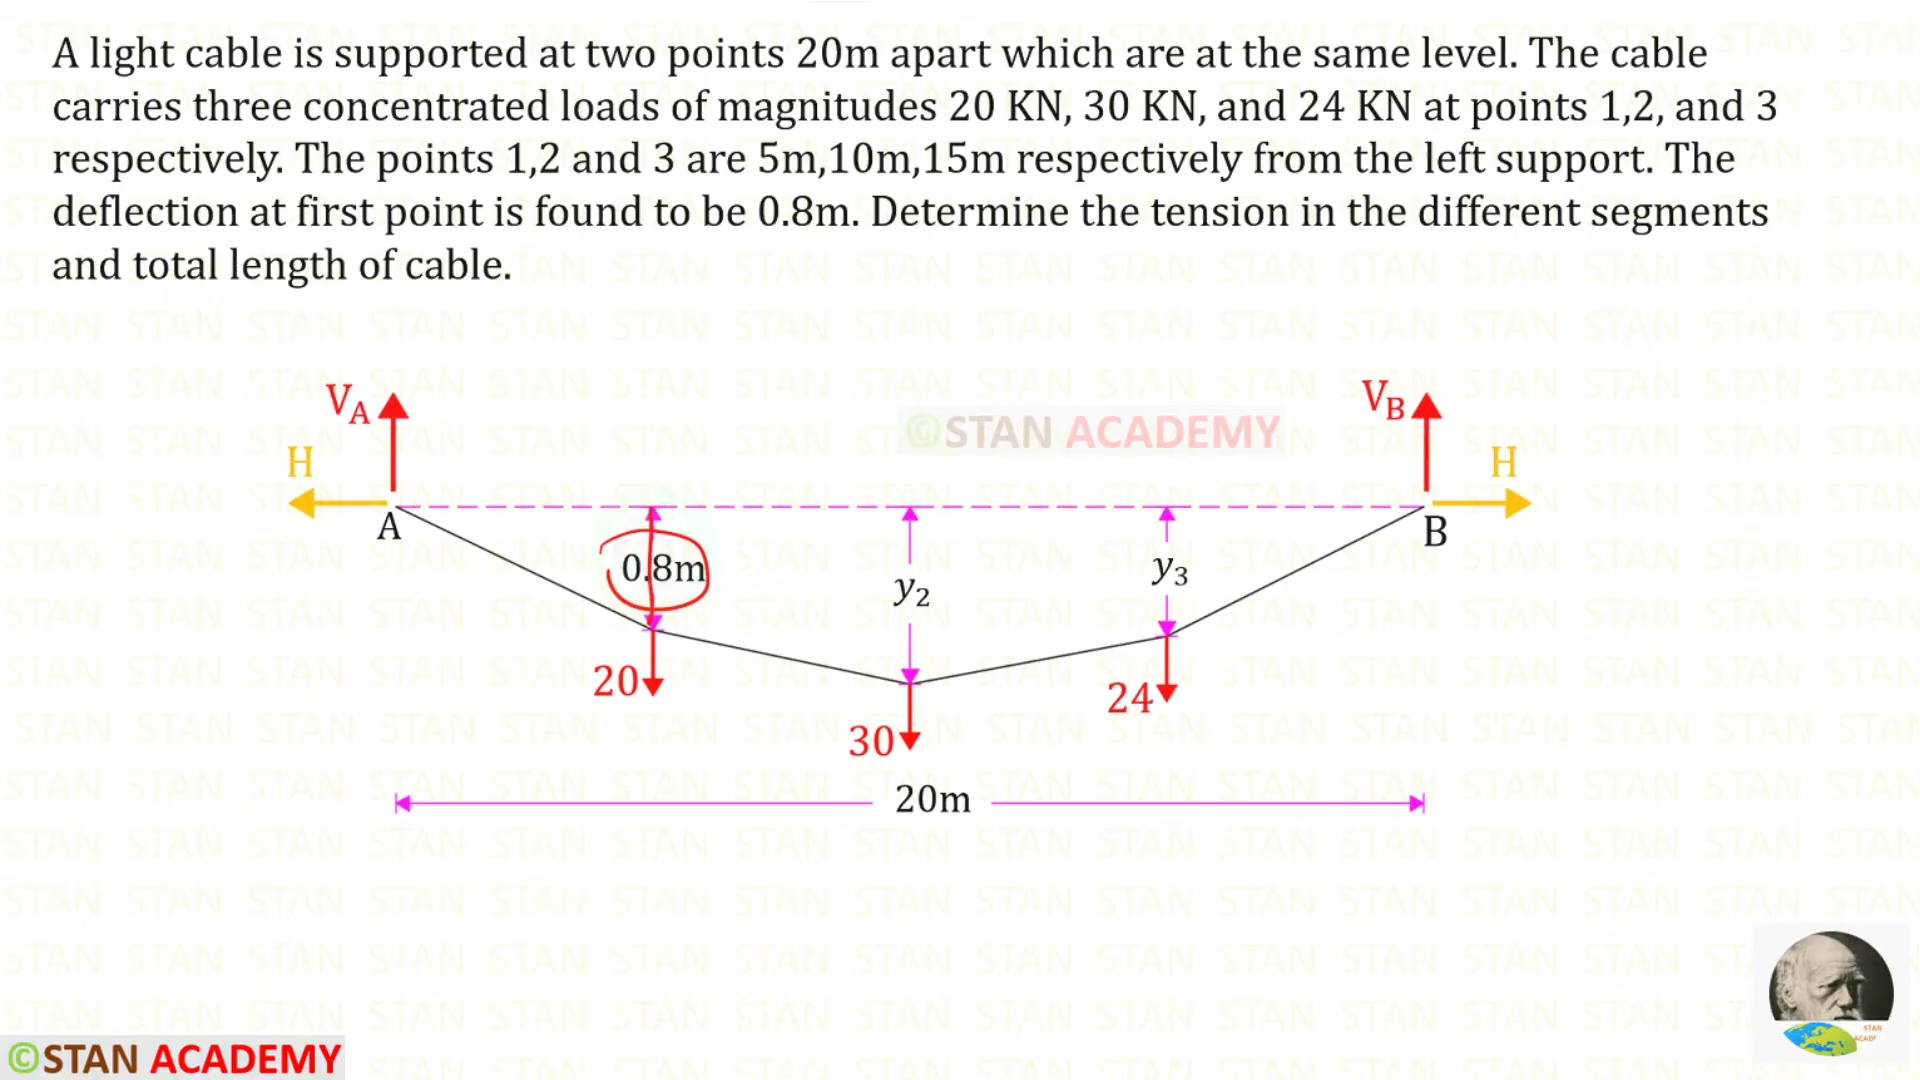 A light cable is supported at two points 20m apart which are at the same level. The cable
carries three concentrated loads of magnitudes 20 KN, 30 KN, and 24 KN at points 1,2, and 3
respectively. The points 1,2 and 3 are 5m,10m,15m respectively from the left support. The
deflection at first point is found to be 0.8m. Determine the tension in the different segments
and total length of cable.
V_A
V_B
©STAN ACADEMY
H
H
A
B
0.8m
y₂
y₃
20
24
30
20m
©STAN ACADEMY